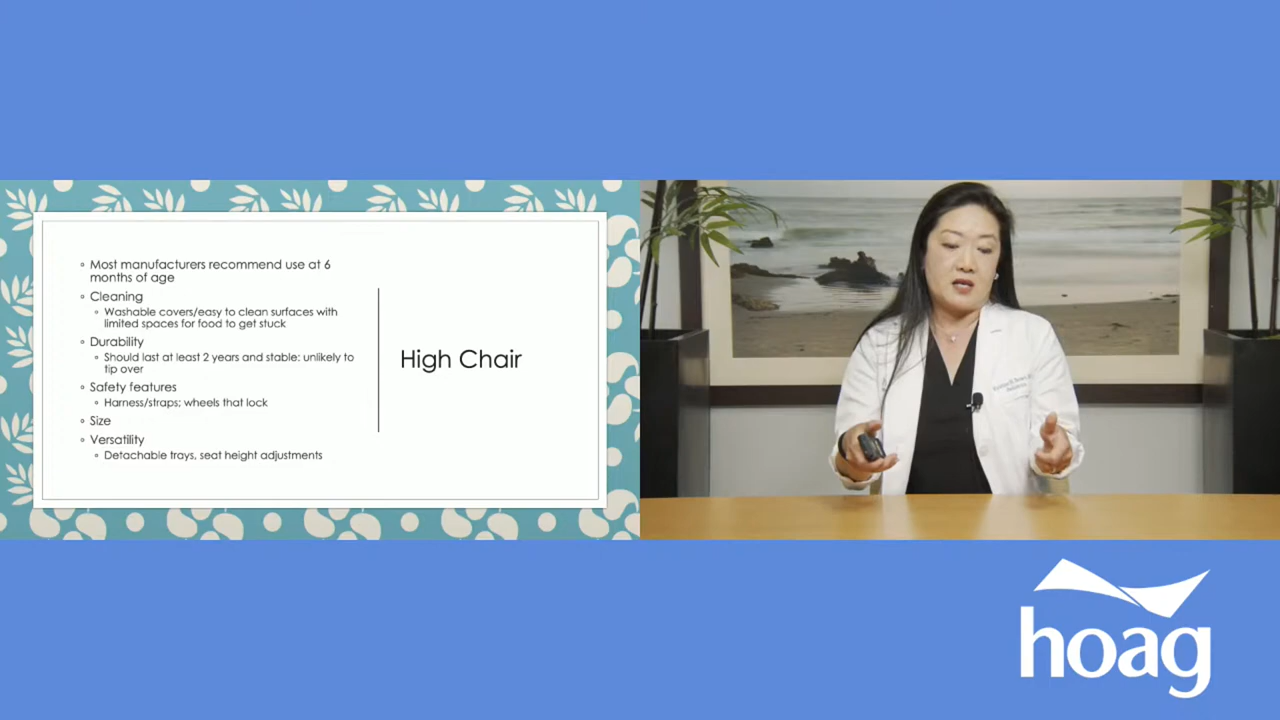 Most manufacturers recommend use at 6
months of age
Cleaning
Washable covers/easy to clean surfaces with
limited spaces for food to get stuck
Durability
Should last at least 2 years and stable: unlikely to
tip over
Safety features
Harness/straps; wheels that lock
Size
Versatility
Detachable trays, seat height adjustments
High Chair
hoag